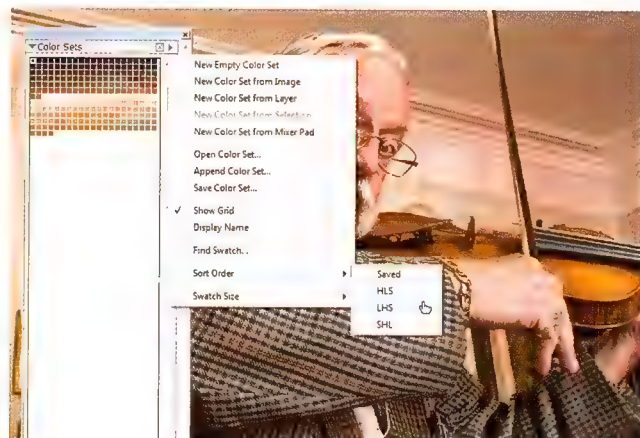 Color Sets
New Empty Color Set
New Color Set from Image
New Color Set from Layer
New Color Set from Selection
New Color Set from Mixer Pad
Open Color Set...
Append Color Set...
Save Color Set...
✓ Show Grid
Display Name
Find Swatch...
Sort Order
Saved
HLS
Swatch Size
LHS
SHL